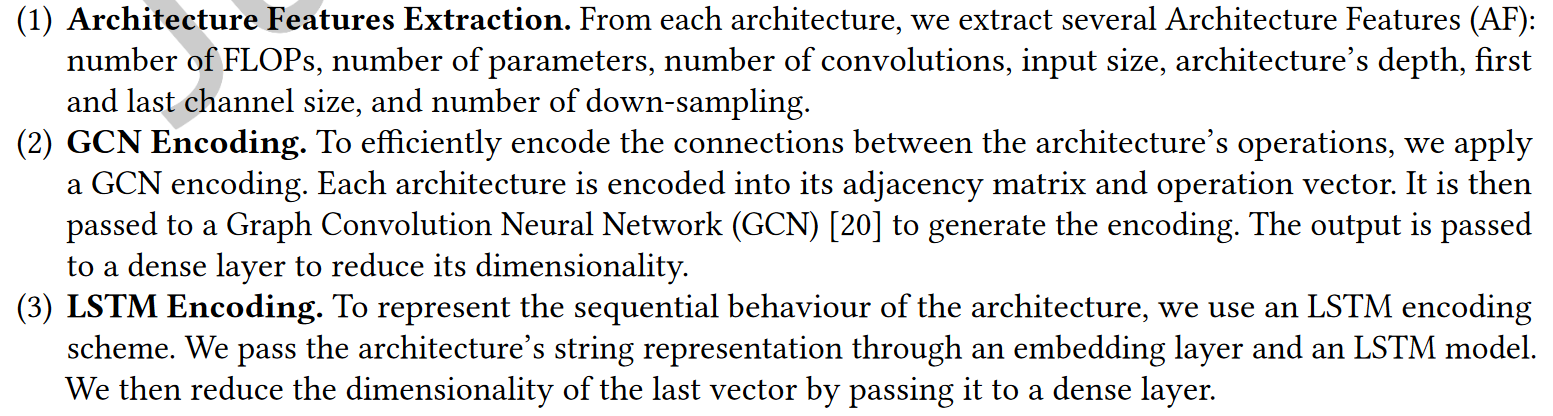 (1) Architecture Features Extraction. From each architecture, we extract several Architecture Features (AF):
number of FLOPs, number of parameters, number of convolutions, input size, architecture's depth, first
and last channel size, and number of down-sampling.
(2) GCN Encoding. To efficiently encode the connections between the architecture's operations, we apply
a GCN encoding. Each architecture is encoded into its adjacency matrix and operation vector. It is then
passed to a Graph Convolution Neural Network (GCN) [20] to generate the encoding. The output is passed
to a dense layer to reduce its dimensionality.
(3) LSTM Encoding. To represent the sequential behaviour of the architecture, we use an LSTM encoding
scheme. We pass the architecture's string representation through an embedding layer and an LSTM model.
We then reduce the dimensionality of the last vector by passing it to a dense layer.